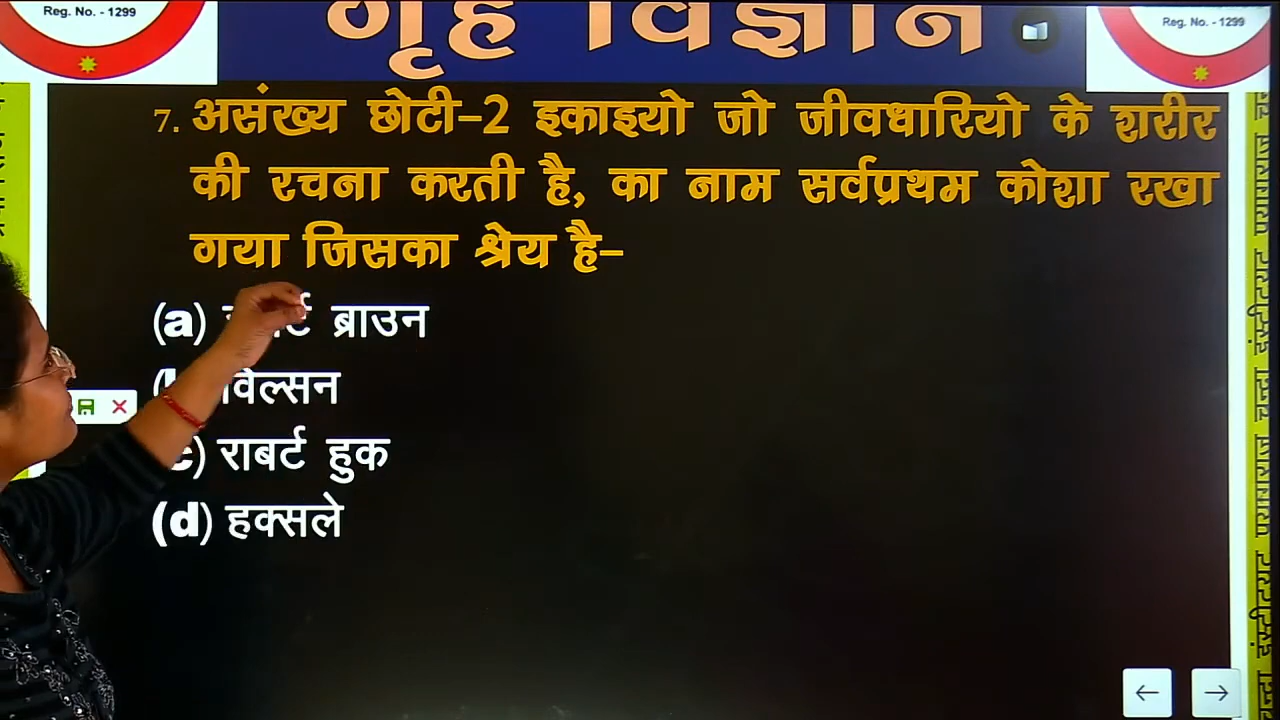 Reg. No. - 1299
गृह विज्ञान
Reg. No. - 1299
7. असंख्य छोटी-2 इकाइयो जो जीवधारियो के शरीर
की रचना करती है, का नाम सर्वप्रथम कोशा रखा
गया जिसका श्रेय है-
(a) ब्राउन
विल्सन
c) राबर्ट हुक
(d) हक्सले